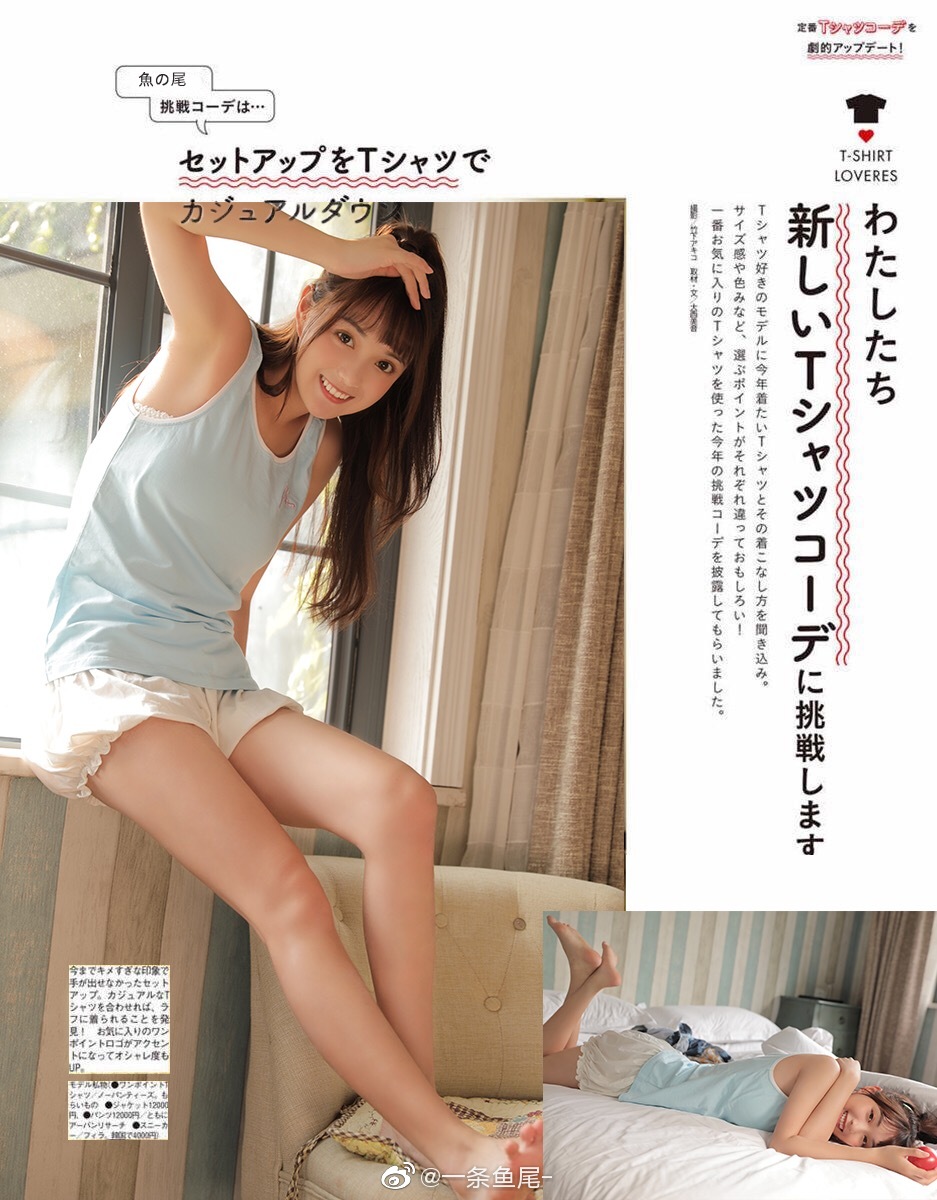 定番Tシャツコーデを
劇的アップデート!
T-SHIRT
LOVERES
魚の尾
挑戦コーデは…
セットアップをTシャツで
カジュアルダウン
わたしたち
新しいTシャツコーデに挑戦します
Tシャツ好きのモデルに今年着たいTシャツとその着こなし方を聞き込み。
サイズ感や色みなど、選ぶポイントがそれぞれ違っておもしろい!
一番お気に入りのTシャツを使った今年の挑戦コーデを披露してもらいました。
撮影/竹下アキコ 取材・文/大西美音
今までキメすぎな印象で
手が出せなかったセット
アップ。カジュアルなT
シャツを合わせれば、ラ
フに着られることを発
見! お気に入りのワン
ポイントロゴがアクセン
トになってオシャレ度も
UP。
モデル私物(●ワンポイントT
シャツ/ノーパンティーズ。も
らいもの ●ジャケット12000
円、●パンツ12000円/ともに
アーバンリサーチ ●スニーカ
ー/フィラ。韓国で4000円)
@一条鱼尾-